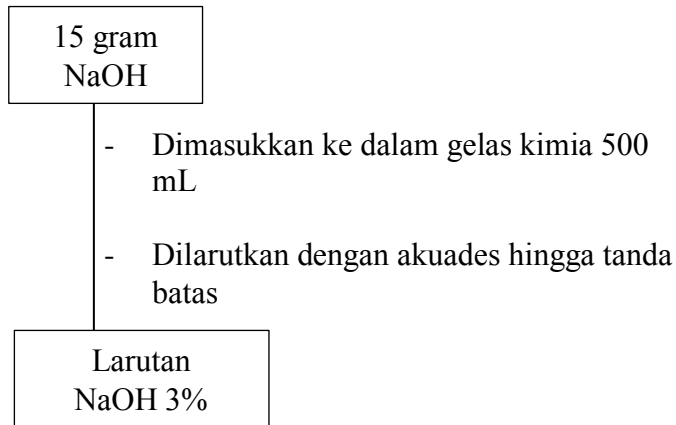 15 gram
NaOH
- Dimasukkan ke dalam gelas kimia 500
mL
- Dilarutkan dengan akuades hingga tanda
batas
Larutan
NaOH 3%